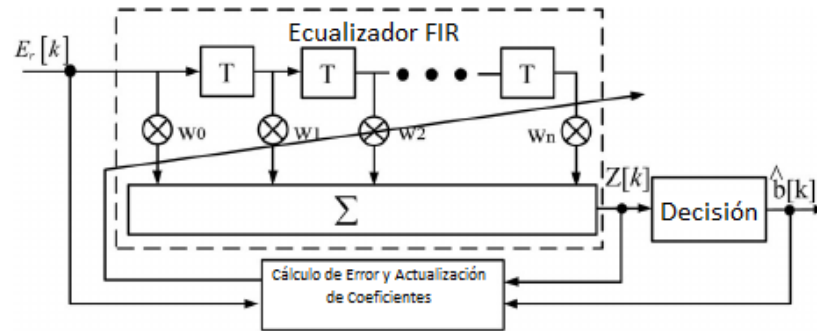 Ecualizador FIR
E_r[k]
T
T
T
W0
W1
W2
Wn
Σ
Z[k]
Decisión
b̂[k]
Cálculo de Error y Actualización
de Coeficientes